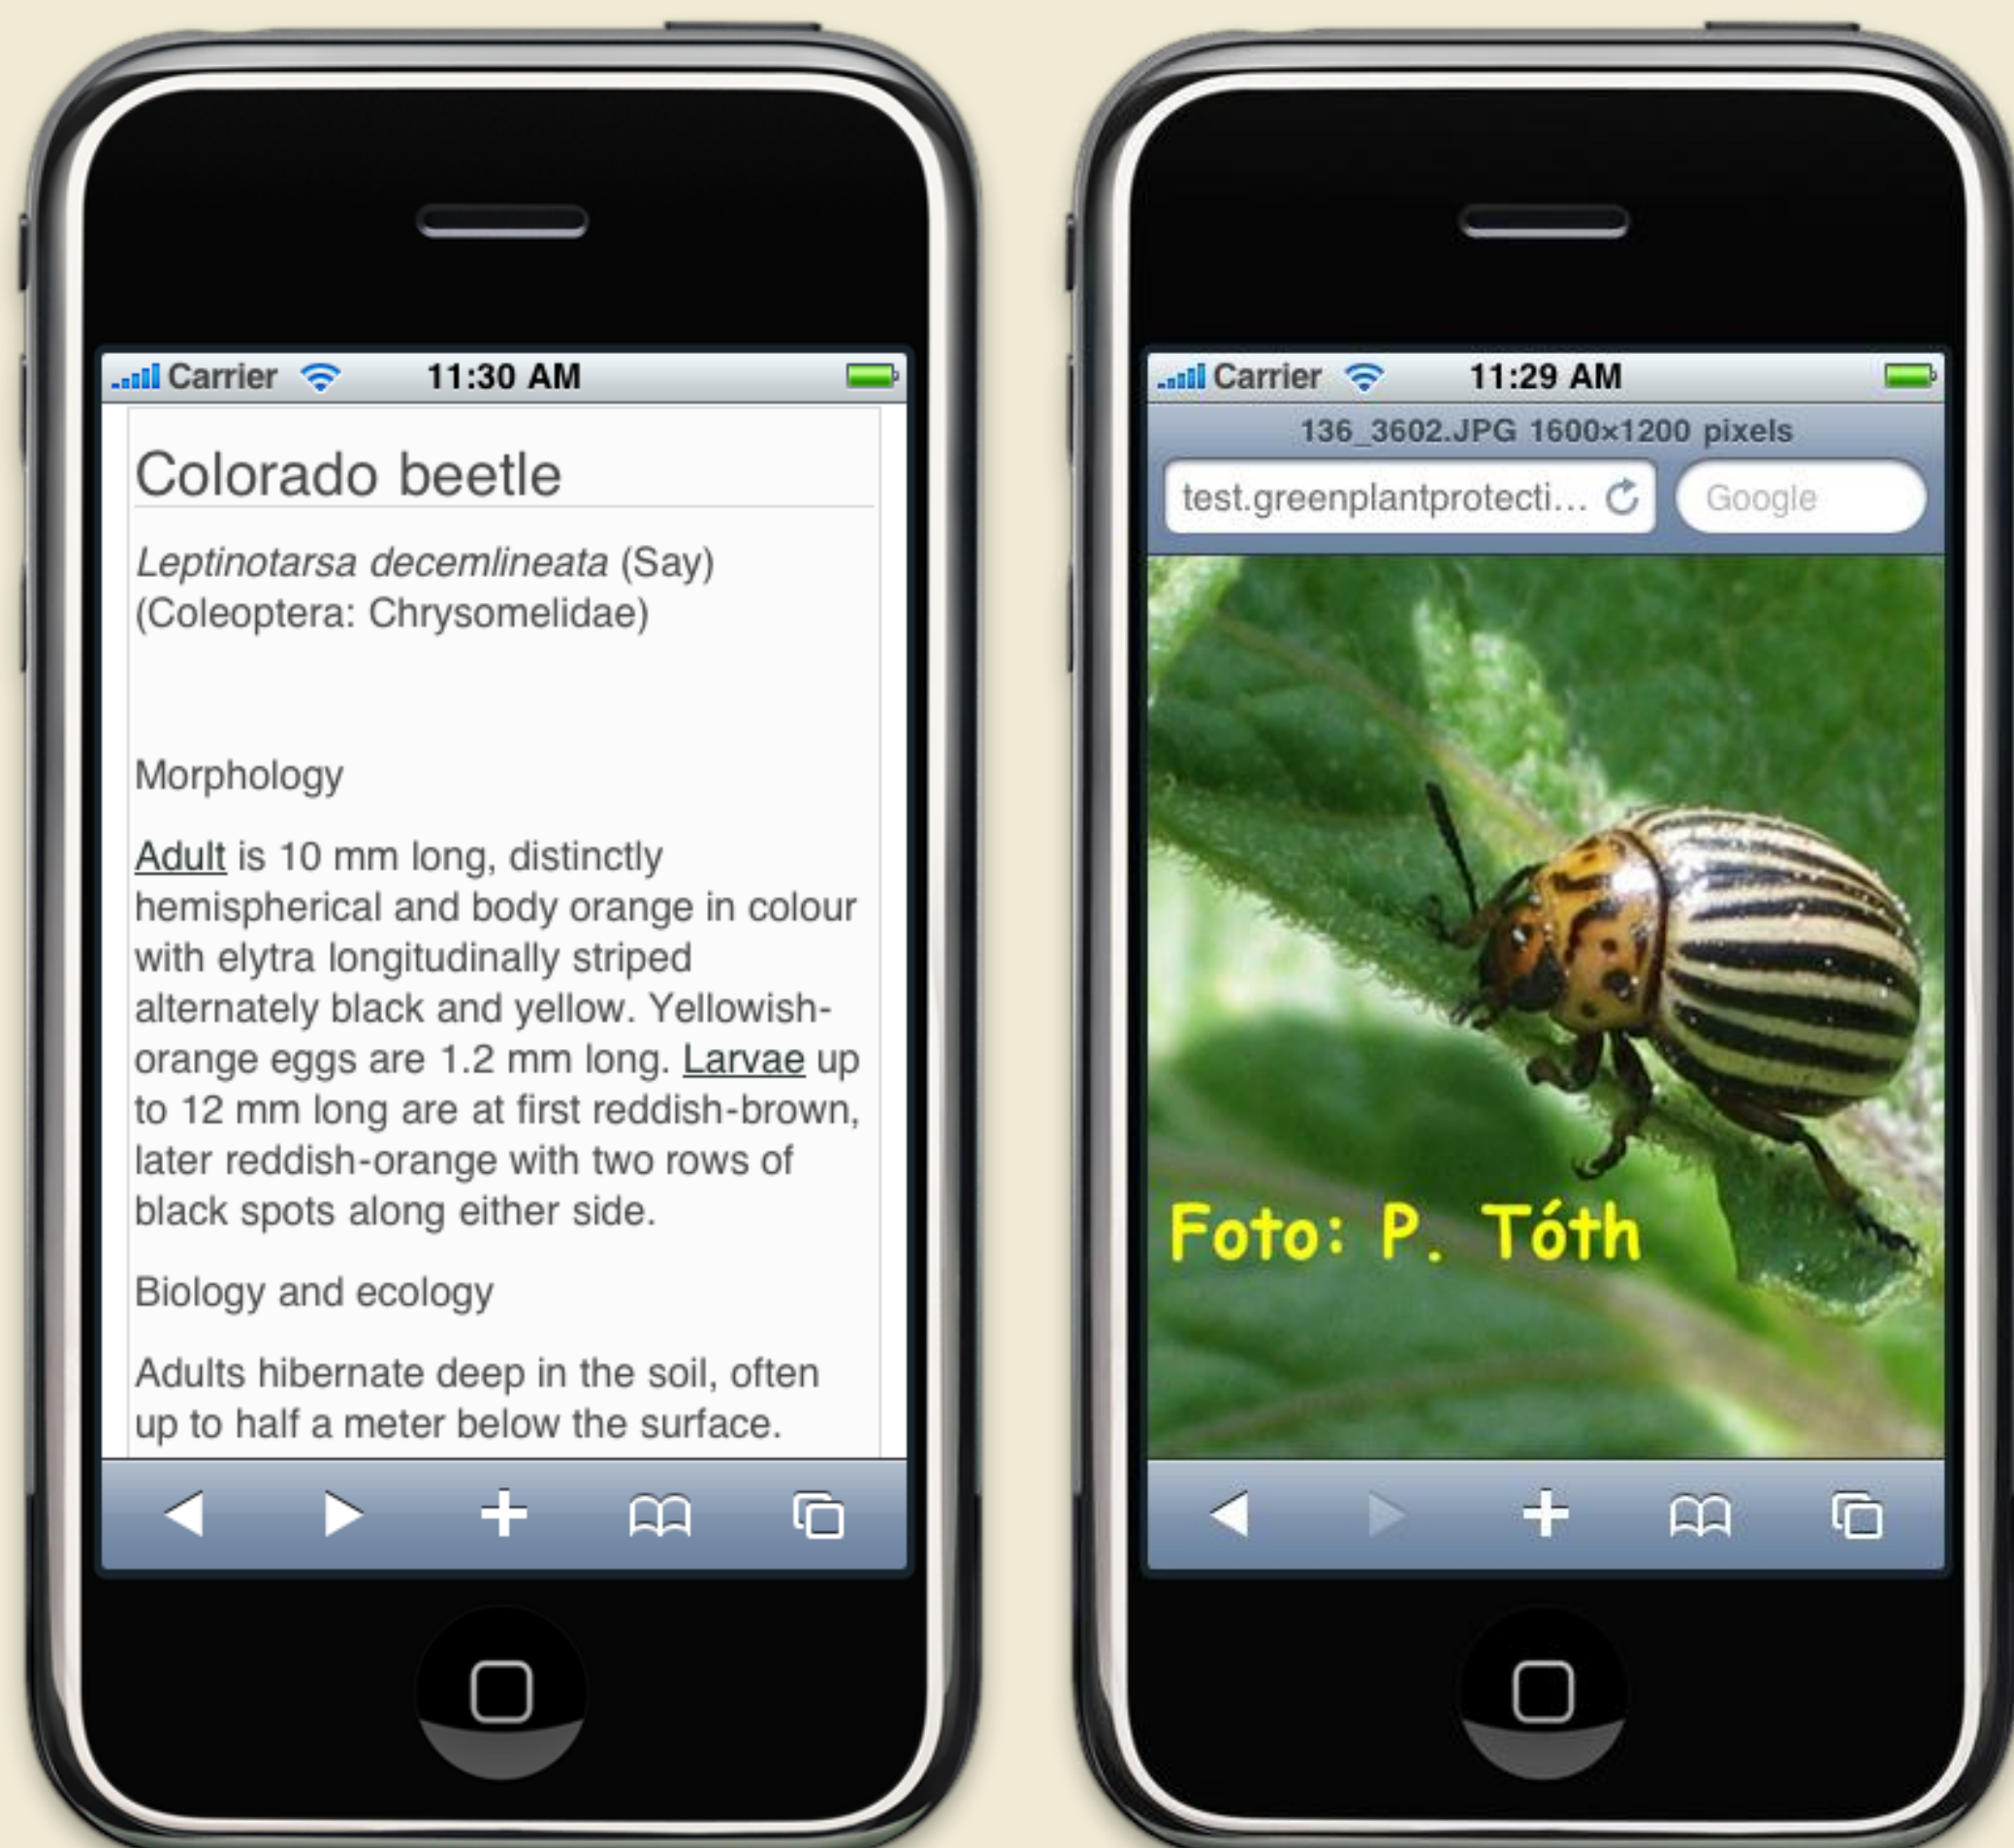 Carrier 11:30 AM
Colorado beetle
Leptinotarsa decemlineata (Say)
(Coleoptera: Chrysomelidae)
Morphology
Adult is 10 mm long, distinctly
hemispherical and body orange in colour
with elytra longitudinally striped
alternately black and yellow. Yellowish-
orange eggs are 1.2 mm long. Larvae up
to 12 mm long are at first reddish-brown,
later reddish-orange with two rows of
black spots along either side.
Biology and ecology
Adults hibernate deep in the soil, often
up to half a meter below the surface.
Carrier 11:29 AM
136_3602.JPG 1600×1200 pixels
test.greenplantprotecti... Google
Foto: P. Tóth